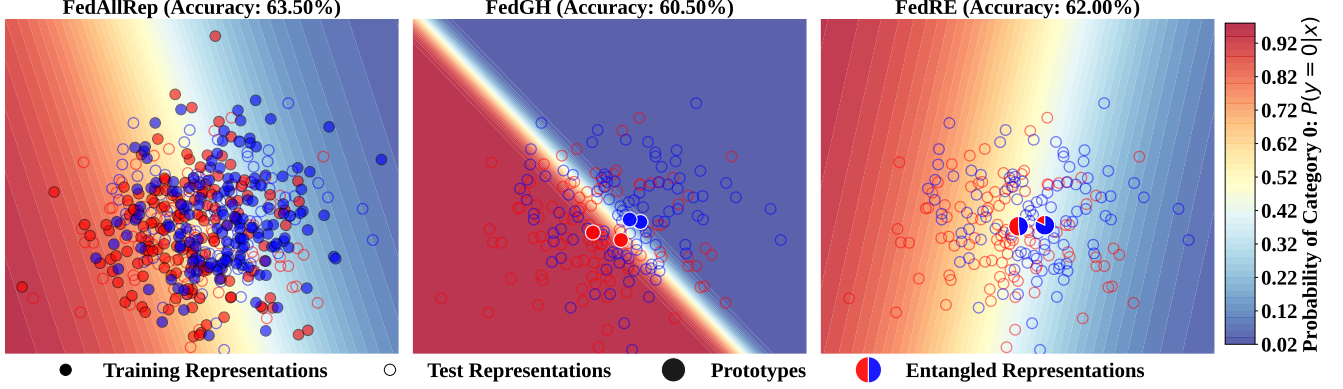 FedAllRep (Accuracy: 63.50%)
FedGH (Accuracy: 60.50%)
FedRE (Accuracy: 62.00%)
0.92
0.82
0.72
0.62
0.52
0.42
0.32
0.22
0.12
0.02
Probability of Category 0: P(y = 0|x)
Training Representations
Test Representations
Prototypes
Entangled Representations